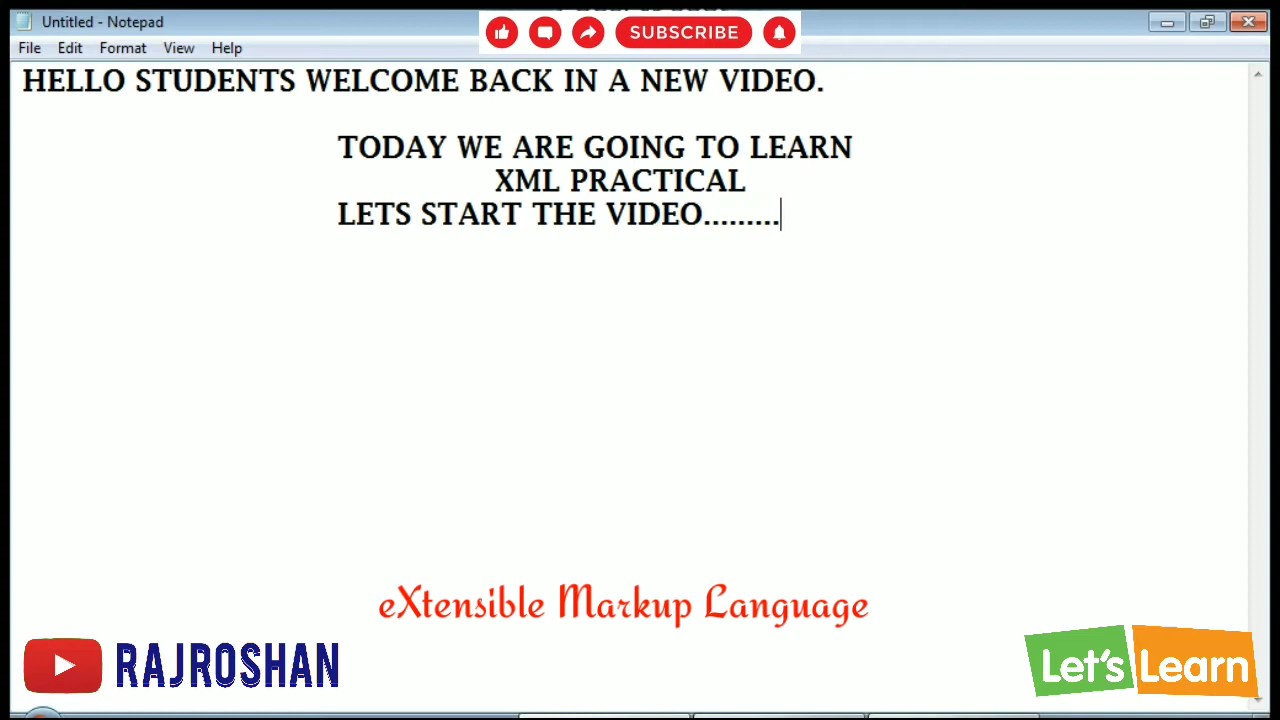 Untitled - Notepad
SUBSCRIBE
File Edit Format View Help
HELLO STUDENTS WELCOME BACK IN A NEW VIDEO.
TODAY WE ARE GOING TO LEARN
XML PRACTICAL
LETS START THE VIDEO.........
eXtensible Markup Language
RAJROSHAN
Let's Learn